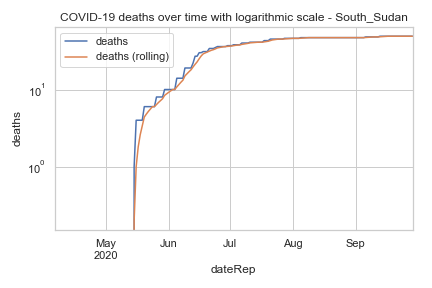 COVID-19 deaths over time with logarithmic scale - South_Sudan
deaths
deaths (rolling)
10¹
10⁰
deaths
May
2020
Jun
Jul
Aug
Sep
dateRep